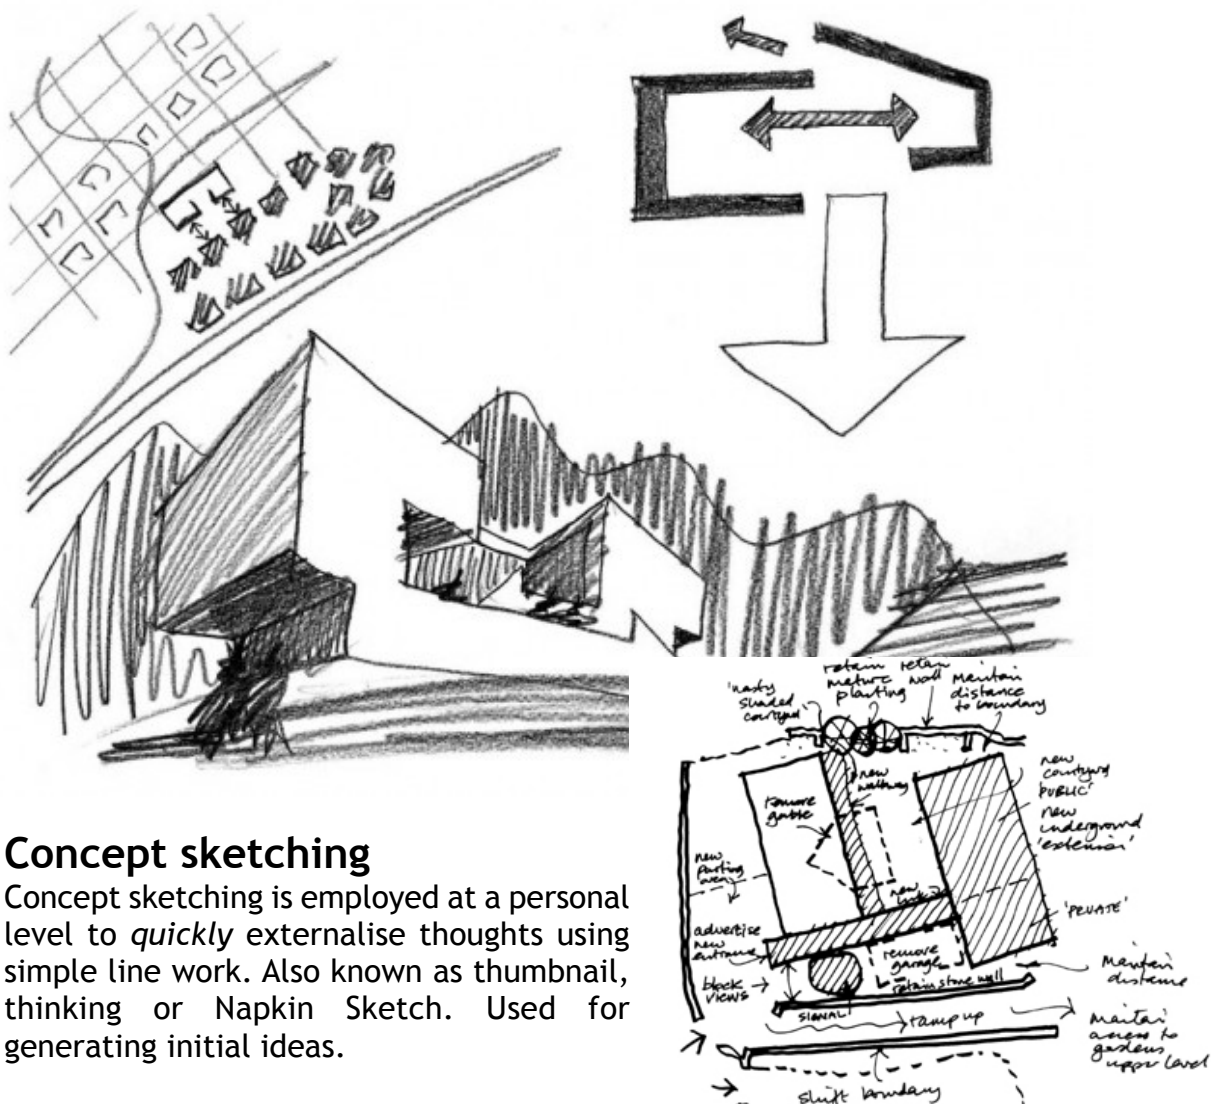 Concept sketching
Concept sketching is employed at a personal
level to quickly externalise thoughts using
simple line work. Also known as thumbnail,
thinking or Napkin Sketch. Used for
generating initial ideas.
retain
mature
planting
retain
wall
Maintain
distance
to boundary
'nasty
shaded
courtyard'
new
walkway
remove
gable
new
courtyard
PUBLIC'
new
underground
'extension'
new
parking
area
new
link
'PRIVATE'
advertise
new
entrance
remove
garage
retain stone wall
block
views
Maintain
distance
SIGNAL
ramp up
Maintain
access to
gardens
upper level
shift boundary